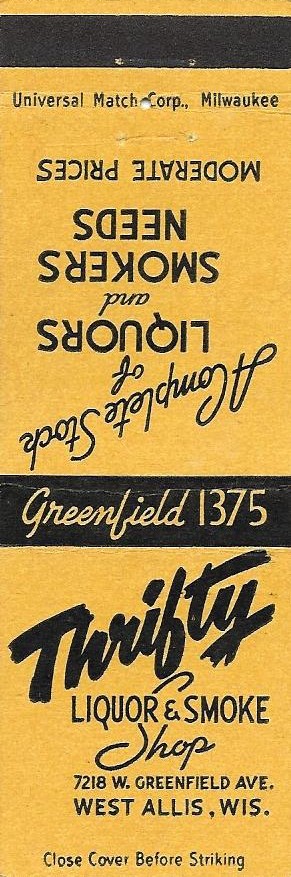 Universal Match Corp., Milwaukee
A Complete Stock
of
LIQUORS
and
SMOKERS
NEEDS
MODERATE PRICES
Greenfield 1375
Thrifty
LIQUOR & SMOKE
Shop
7218 W. GREENFIELD AVE.
WEST ALLIS, WIS.
Close Cover Before Striking